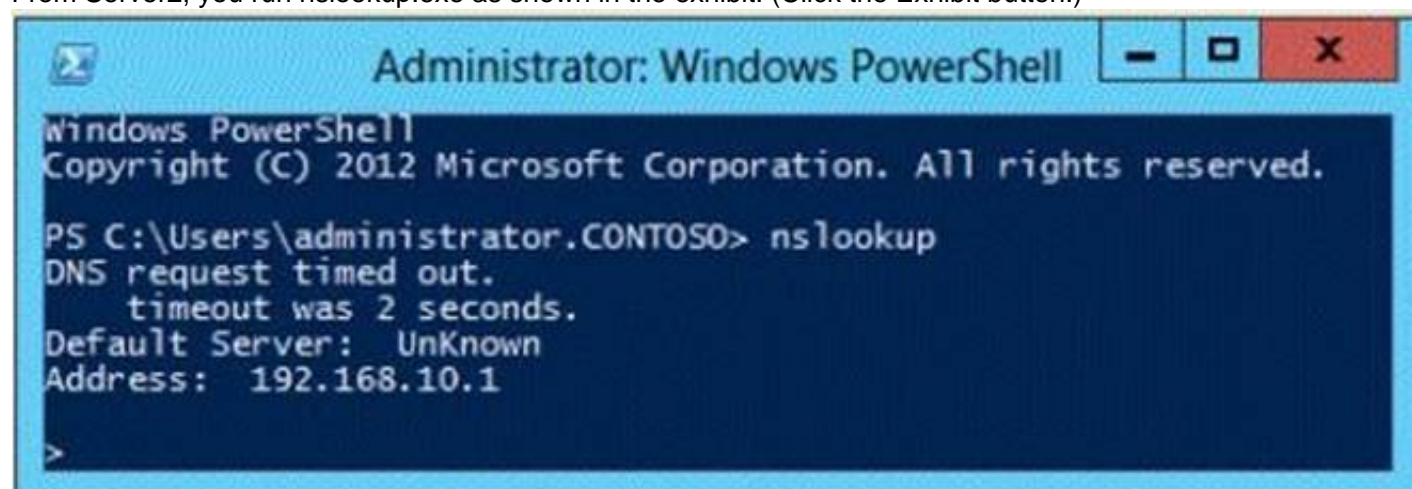 From Server2, you run nslookup.exe as shown in the exhibit. (Click the Exhibit button.)
Administrator: Windows PowerShell
Windows PowerShell
Copyright (C) 2012 Microsoft Corporation. All rights reserved.
PS C:\Users\administrator.CONTOSO> nslookup
DNS request timed out.
timeout was 2 seconds.
Default Server: UnKnown
Address: 192.168.10.1
>